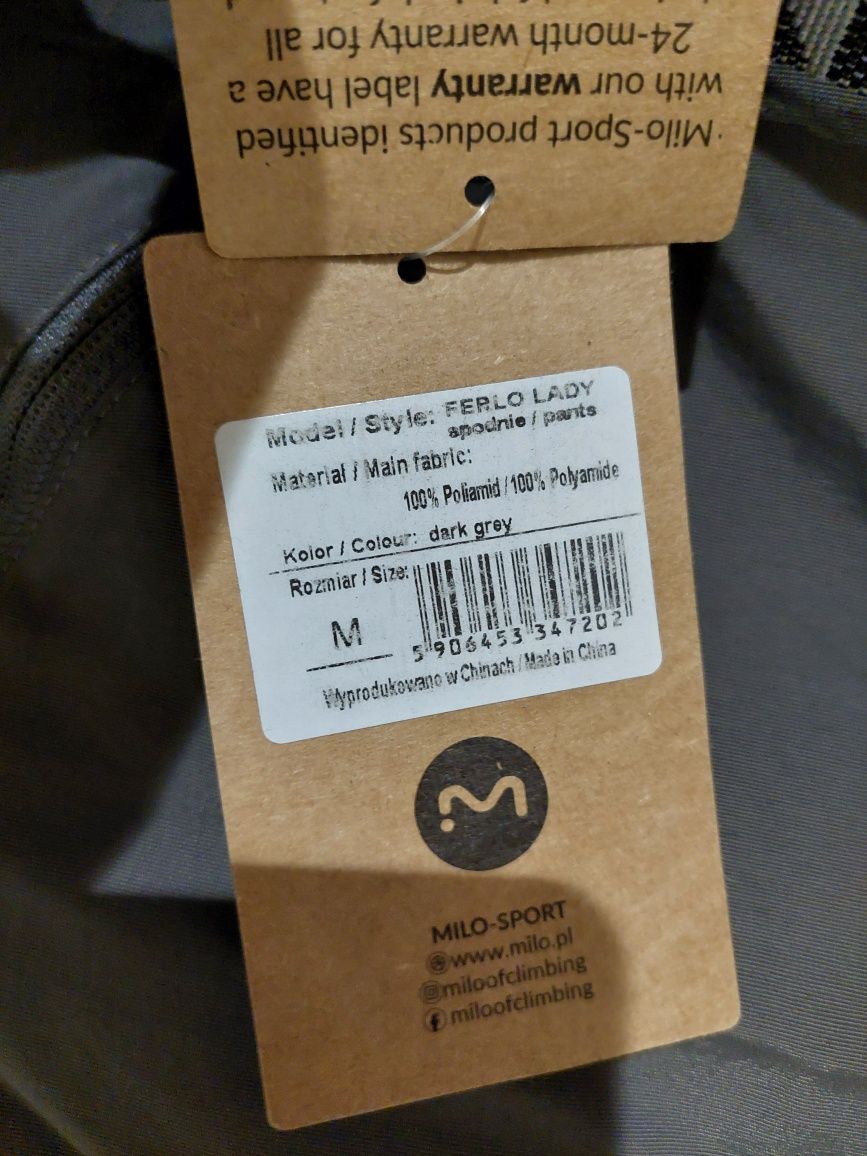 Milo-Sport products identified
with our warranty label have a
24-month warranty for all
Model / Style: FERLO LADY
spodnie / pants
Material / Main fabric:
100% Poliamid / 100% Polyamide
Kolor / Colour: dark grey
Rozmiar / Size:
M
5 906453 347202
Wyprodukowano w Chinach / Made in China
MILO-SPORT
www.milo.pl
miloofclimbing
miloofclimbing